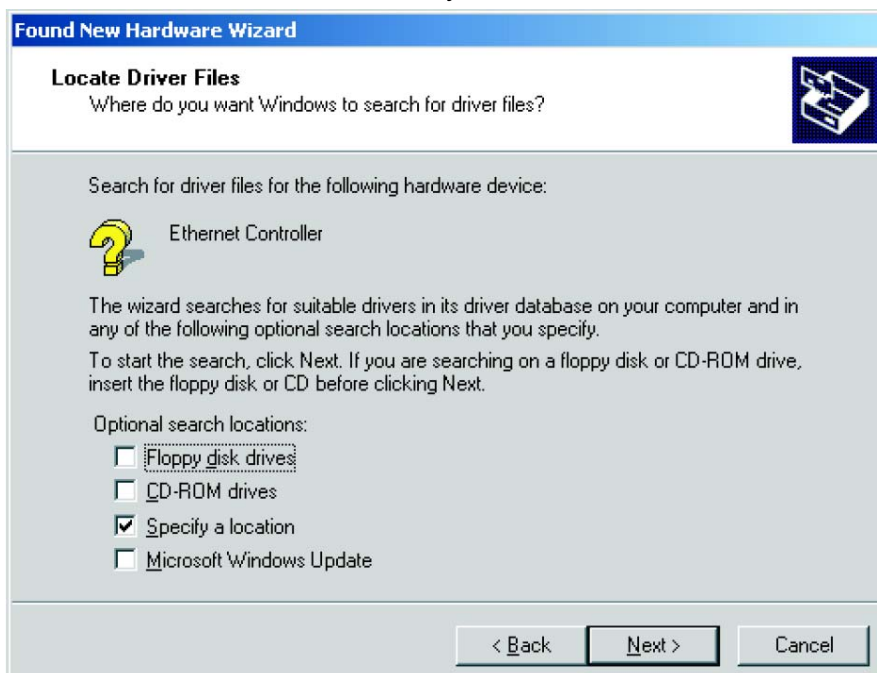 Found New Hardware Wizard
Locate Driver Files
Where do you want Windows to search for driver files?
Search for driver files for the following hardware device:
Ethernet Controller
The wizard searches for suitable drivers in its driver database on your computer and in
any of the following optional search locations that you specify.
To start the search, click Next. If you are searching on a floppy disk or CD-ROM drive,
insert the floppy disk or CD before clicking Next.
Optional search locations:
Floppy disk drives
CD-ROM drives
Specify a location
Microsoft Windows Update
< Back
Next >
Cancel